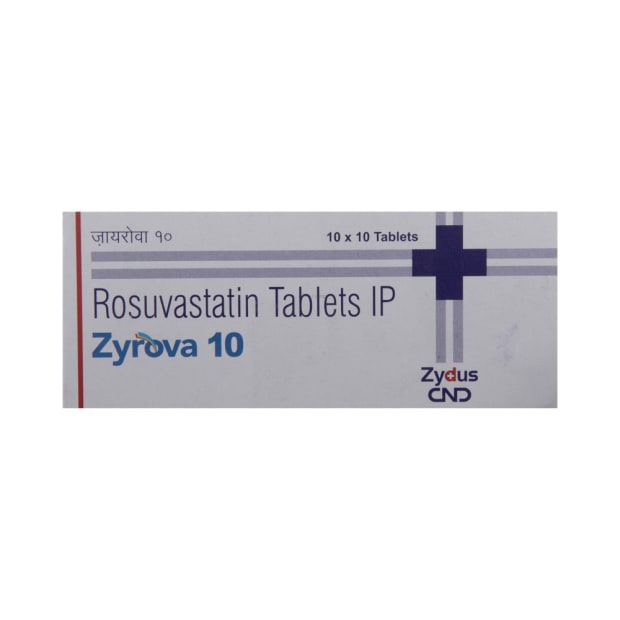 ज़ायरोवा १०
10 x 10 Tablets
Rosuvastatin Tablets IP
Zyrova 10
Zydus
CND